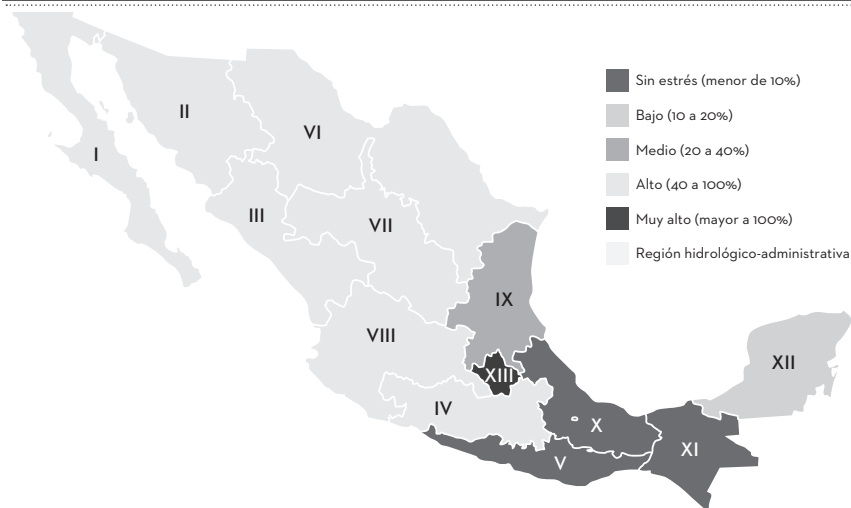 Sin estrés (menor de 10%)
Bajo (10 a 20%)
Medio (20 a 40%)
Alto (40 a 100%)
Muy alto (mayor a 100%)
Región hidrológico-administrativa
II
VI
I
III
VII
IX
VIII
XII
XIII
IV
X
XI
V